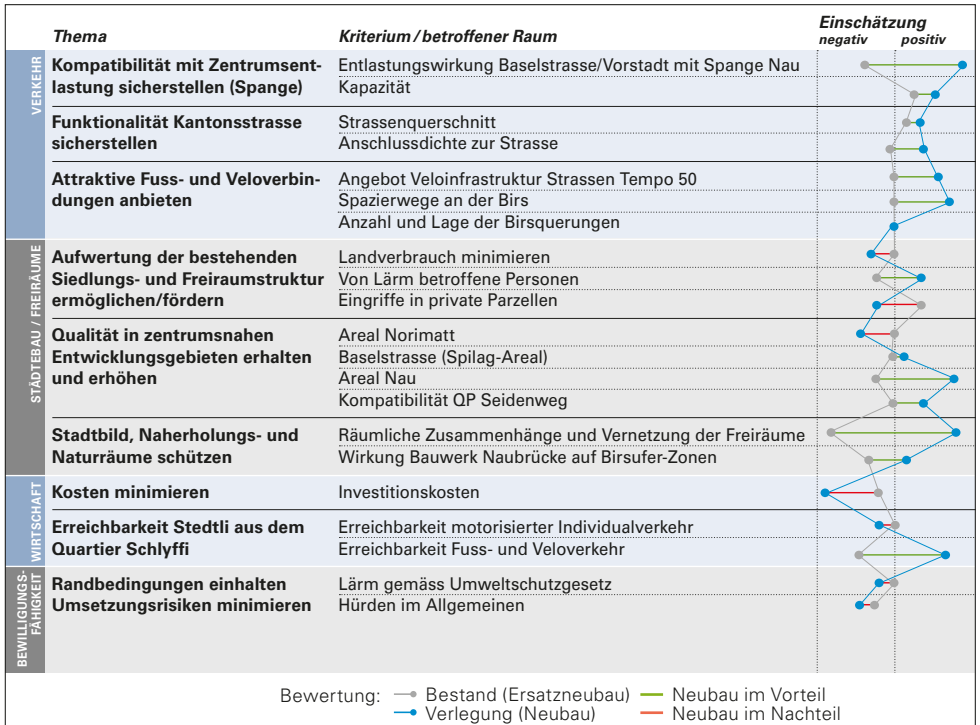 Thema Kriterium / betroffener Raum Einschätzung
negativ positiv
VERKEHR
Kompatibilität mit Zentrumsent- Entlastungswirkung Baselstrasse/Vorstadt mit Spange Nau
lastung sicherstellen (Spange) Kapazität
Funktionalität Kantonsstrasse Strassenquerschnitt
sicherstellen Anschlussdichte zur Strasse
Attraktive Fuss- und Veloverbin- Angebot Veloinfrastruktur Strassen Tempo 50
dungen anbieten Spazierwege an der Birs
Anzahl und Lage der Birsquerungen
STÄDTEBAU / FREIRÄUME
Aufwertung der bestehenden Landverbrauch minimieren
Siedlungs- und Freiraumstruktur Von Lärm betroffene Personen
ermöglichen/fördern Eingriffe in private Parzellen
Qualität in zentrumsnahen Areal Norimatt
Entwicklungsgebieten erhalten Baselstrasse (Spilag-Areal)
und erhöhen Areal Nau
Kompatibilität QP Seidenweg
Stadtbild, Naherholungs- und Räumliche Zusammenhänge und Vernetzung der Freiräume
Naturräume schützen Wirkung Bauwerk Naubrücke auf Birsufer-Zonen
WIRTSCHAFT
Kosten minimieren Investitionskosten
Erreichbarkeit Stedtli aus dem Erreichbarkeit motorisierter Individualverkehr
Quartier Schlyffi Erreichbarkeit Fuss- und Veloverkehr
BEWILLIGUNGS-
FÄHIGKEIT
Randbedingungen einhalten Lärm gemäss Umweltschutzgesetz
Umsetzungsrisiken minimieren Hürden im Allgemeinen
Bewertung: Bestand (Ersatzneubau) Neubau im Vorteil
Verlegung (Neubau) Neubau im Nachteil